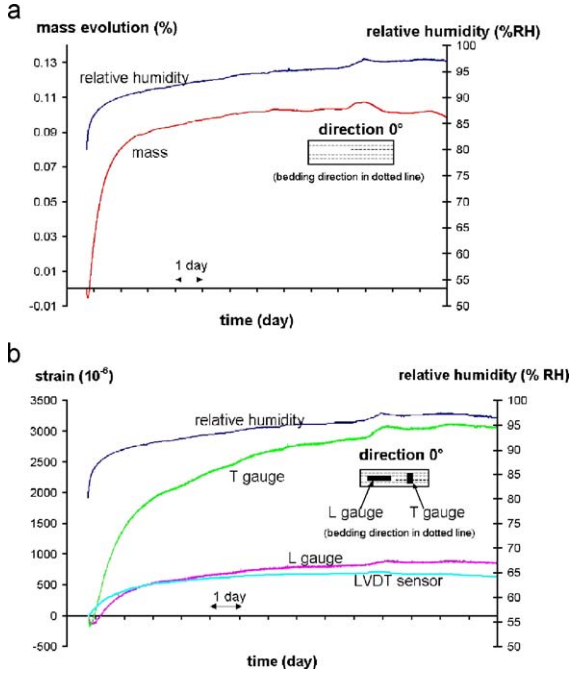 a
mass evolution (%)
relative humidity (%RH)
0.13
0.11
0.09
0.07
0.05
0.03
0.01
-0.01
100
95
90
85
80
75
70
65
60
55
50
relative humidity
mass
direction 0°
(bedding direction in dotted line)
1 day
time (day)
b
strain (10⁻⁶)
relative humidity (% RH)
3500
3000
2500
2000
1500
1000
500
0
-500
100
95
90
85
80
75
70
65
60
55
50
relative humidity
T gauge
direction 0°
L gauge
T gauge
(bedding direction in dotted line)
L gauge
LVDT sensor
1 day
time (day)